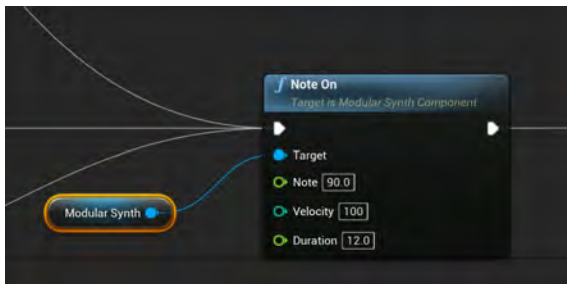 f Note On
Target is Modular Synth Component
Target
Note 90.0
Modular Synth
Velocity 100
Duration 12.0